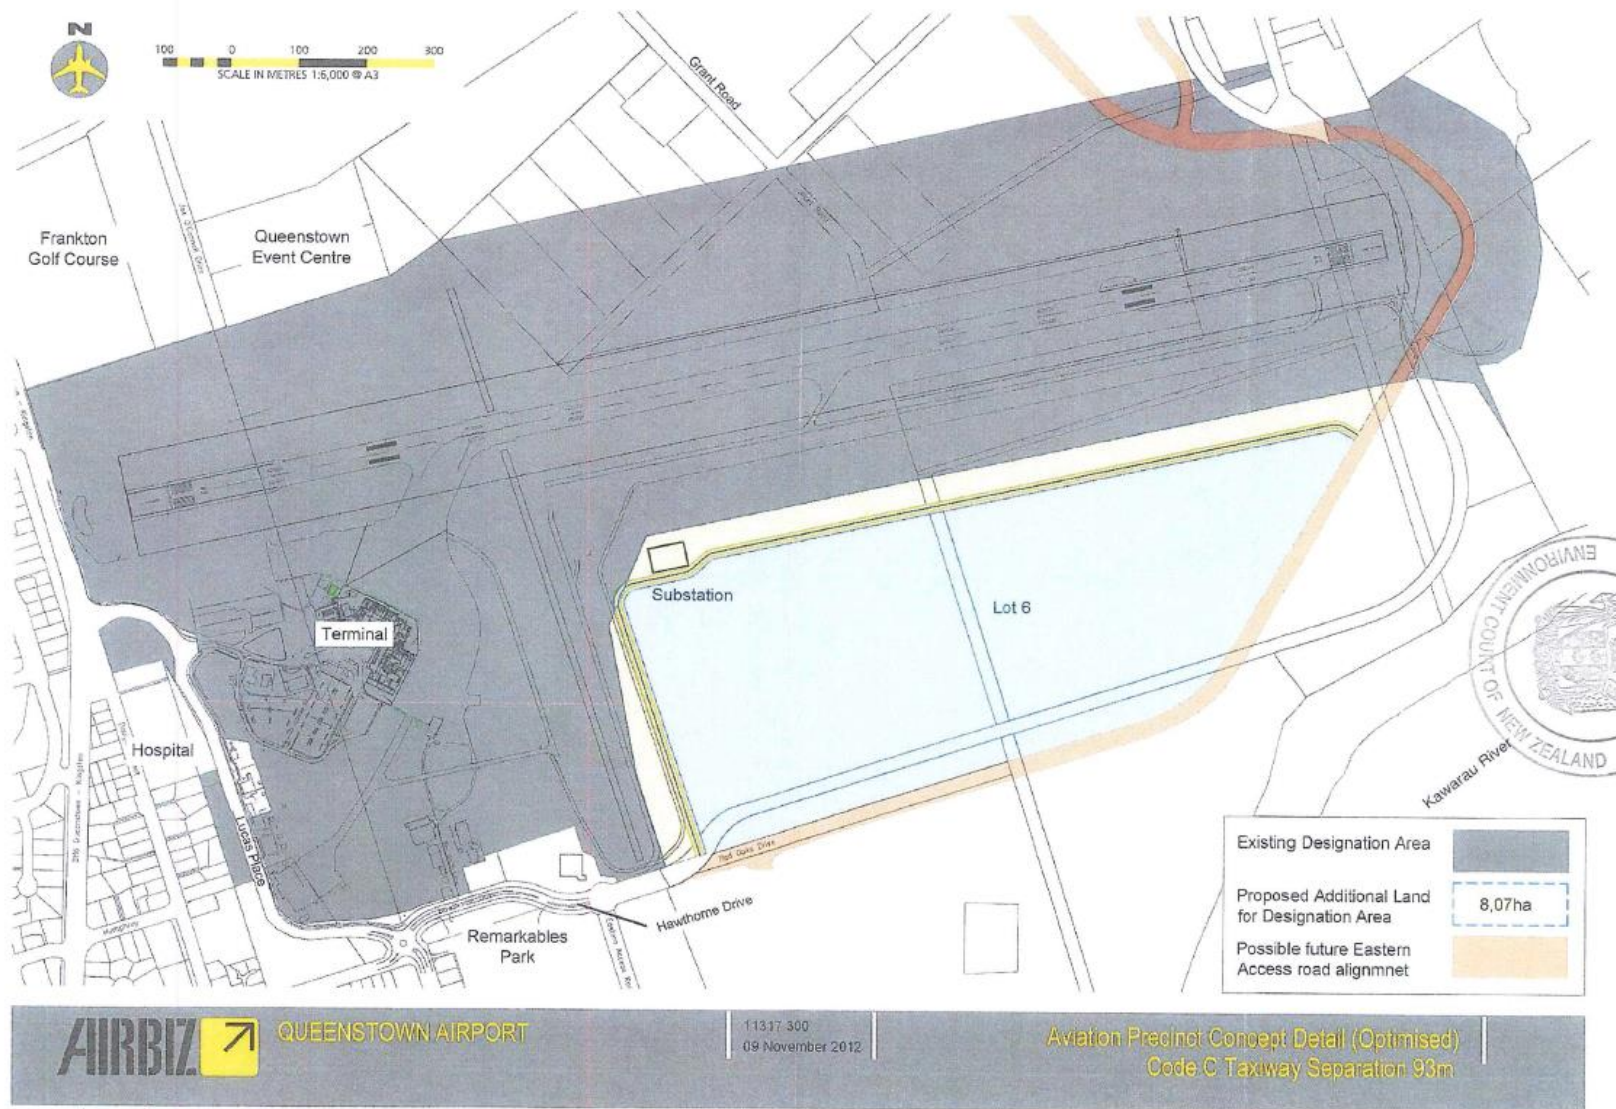 N
100 0 100 200 300
SCALE IN METRES 1:6,000 @ A3
Grant Road
Frankton
Golf Course
Queenstown
Event Centre
Substation
Lot 6
Terminal
Hospital
Lucas Place
Red Oaks Drive
Hawthorne Drive
Remarkables
Park
Kawarau River
ENVIRONMENT COURT OF NEW ZEALAND
Existing Designation Area
Proposed Additional Land
for Designation Area
8,07ha
Possible future Eastern
Access road alignmnet
AIRBIZ
QUEENSTOWN AIRPORT
11317 300
09 November 2012
Aviation Precinct Concept Detail (Optimised)
Code C Taxiway Separation 93m